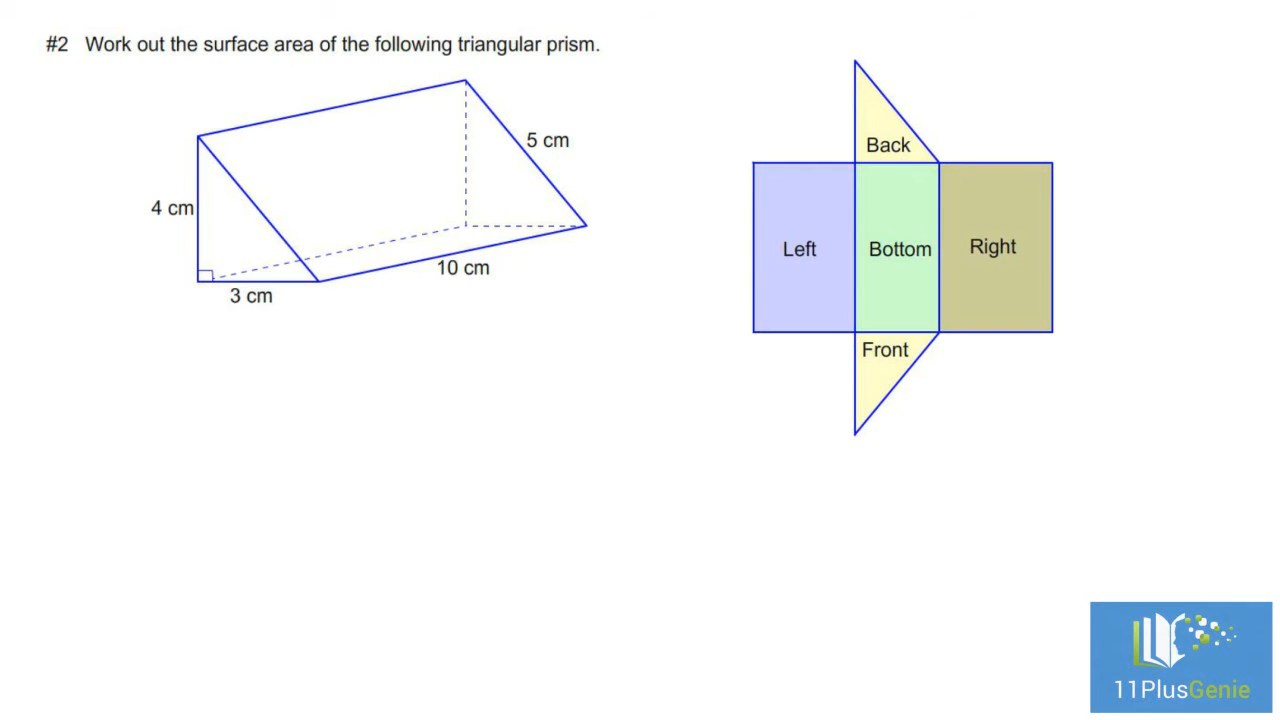 #2 Work out the surface area of the following triangular prism.
5 cm
4 cm
10 cm
3 cm
Back
Left
Bottom
Right
Front
11PlusGenie